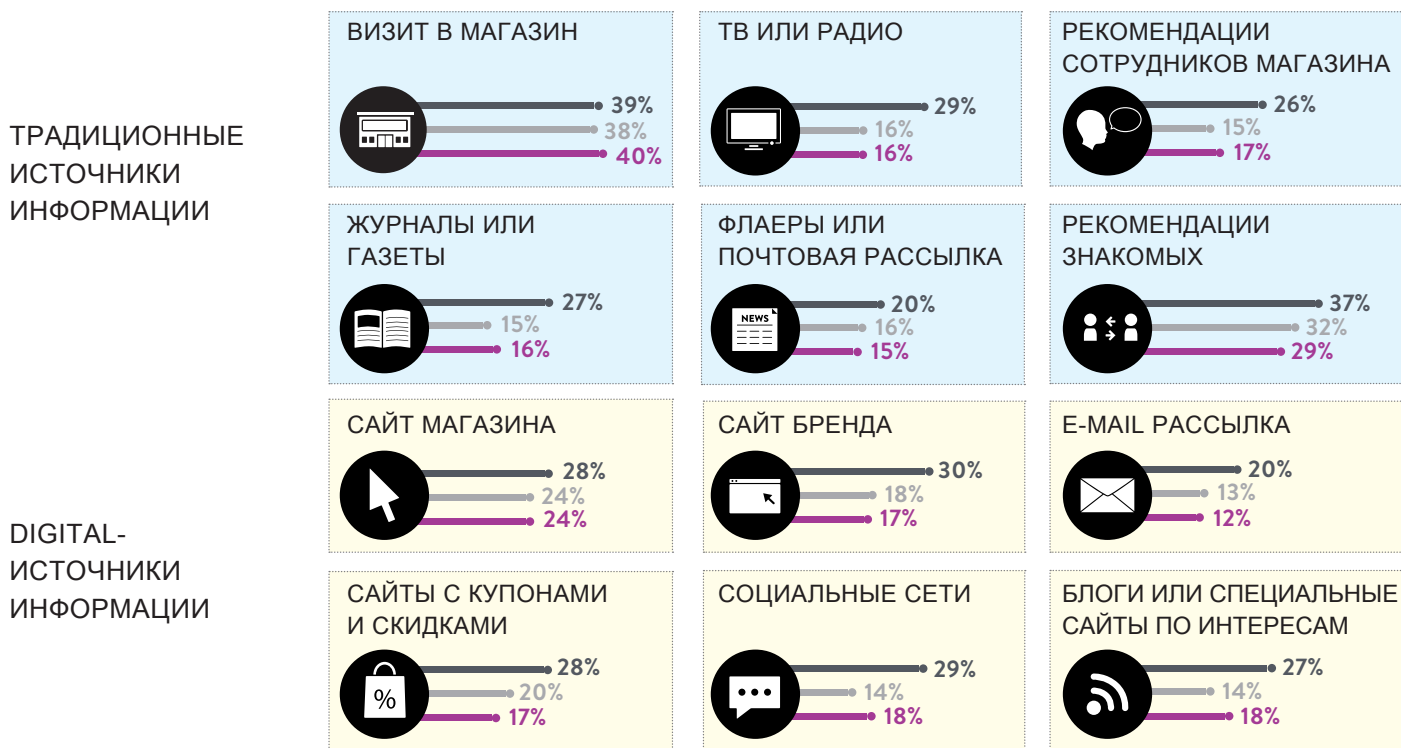 ТРАДИЦИОННЫЕ
ИСТОЧНИКИ
ИНФОРМАЦИИ
ВИЗИТ В МАГАЗИН
39%
38%
40%
ТВ ИЛИ РАДИО
29%
16%
16%
РЕКОМЕНДАЦИИ
СОТРУДНИКОВ МАГАЗИНА
26%
15%
17%
ЖУРНАЛЫ ИЛИ
ГАЗЕТЫ
27%
15%
16%
ФЛАЕРЫ ИЛИ
ПОЧТОВАЯ РАССЫЛКА
NEWS
20%
16%
15%
РЕКОМЕНДАЦИИ
ЗНАКОМЫХ
37%
32%
29%
DIGITAL-
ИСТОЧНИКИ
ИНФОРМАЦИИ
САЙТ МАГАЗИНА
28%
24%
24%
САЙТ БРЕНДА
30%
18%
17%
E-MAIL РАССЫЛКА
20%
13%
12%
САЙТЫ С КУПОНАМИ
И СКИДКАМИ
%
28%
20%
17%
СОЦИАЛЬНЫЕ СЕТИ
29%
14%
18%
БЛОГИ ИЛИ СПЕЦИАЛЬНЫЕ
САЙТЫ ПО ИНТЕРЕСАМ
27%
14%
18%